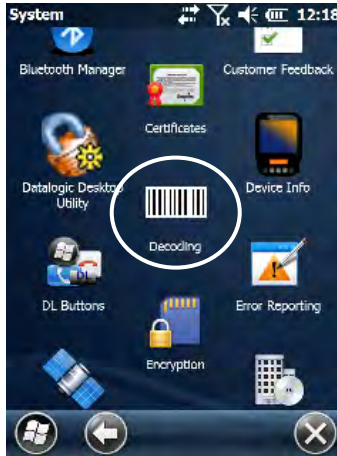 System 12:18
Bluetooth Manager
Customer Feedback
Certificates
Datalogic Desktop
Utility
Device Info
Decoding
DL Buttons
DL
Error Reporting
Encryption